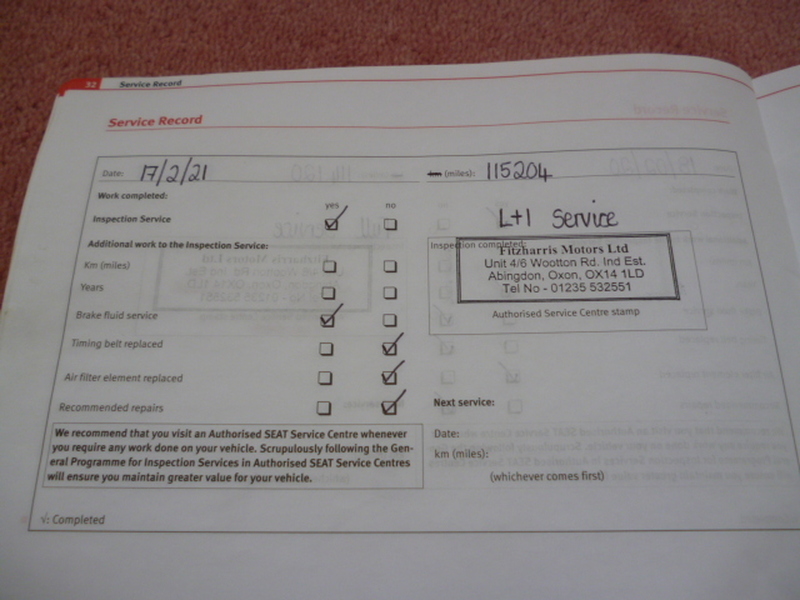 32 Service Record
Service Record
Date: 17/2/21
km (miles): 115204
Work completed:
yes no
Inspection Service
L+I Service
Additional work to the Inspection Service:
Inspection completed:
Fitzharris Motors Ltd
Unit 4/6 Wootton Rd. Ind Est.
Abingdon, Oxon, OX14 1LD
Tel No - 01235 532551
Authorised Service Centre stamp
Km (miles)
Years
Brake fluid service
Timing belt replaced
Air filter element replaced
Recommended repairs
Next service:
Date:
km (miles):
(whichever comes first)
We recommend that you visit an Authorised SEAT Service Centre whenever
you require any work done on your vehicle. Scrupulously following the Gen-
eral Programme for Inspection Services in Authorised SEAT Service Centres
will ensure you maintain greater value for your vehicle.
√: Completed